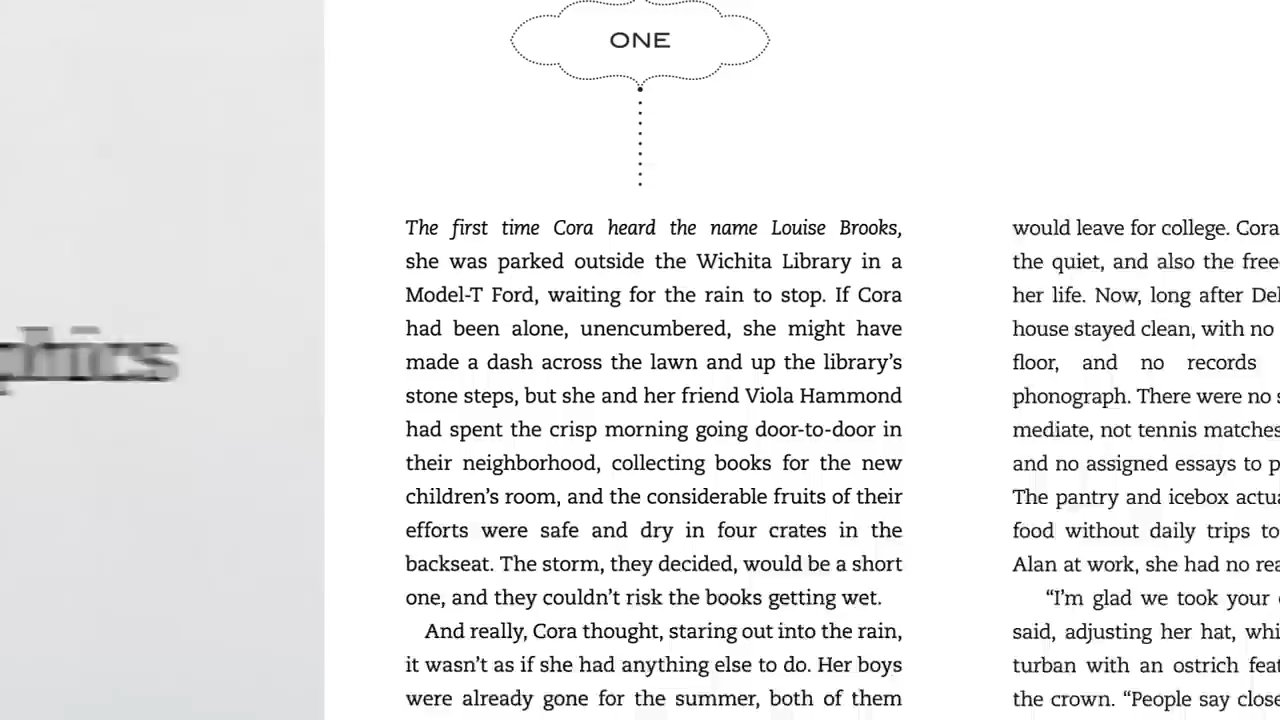 phics
ONE
The first time Cora heard the name Louise Brooks,
she was parked outside the Wichita Library in a
Model-T Ford, waiting for the rain to stop. If Cora
had been alone, unencumbered, she might have
made a dash across the lawn and up the library’s
stone steps, but she and her friend Viola Hammond
had spent the crisp morning going door-to-door in
their neighborhood, collecting books for the new
children’s room, and the considerable fruits of their
efforts were safe and dry in four crates in the
backseat. The storm, they decided, would be a short
one, and they couldn’t risk the books getting wet.
And really, Cora thought, staring out into the rain,
it wasn’t as if she had anything else to do. Her boys
were already gone for the summer, both of them
would leave for college. Cora
the quiet, and also the free
her life. Now, long after Del
house stayed clean, with no
floor, and no records
phonograph. There were no s
mediate, not tennis matches
and no assigned essays to p
The pantry and icebox actua
food without daily trips to
Alan at work, she had no rea
“I’m glad we took your
said, adjusting her hat, whi
turban with an ostrich feat
the crown. “People say close